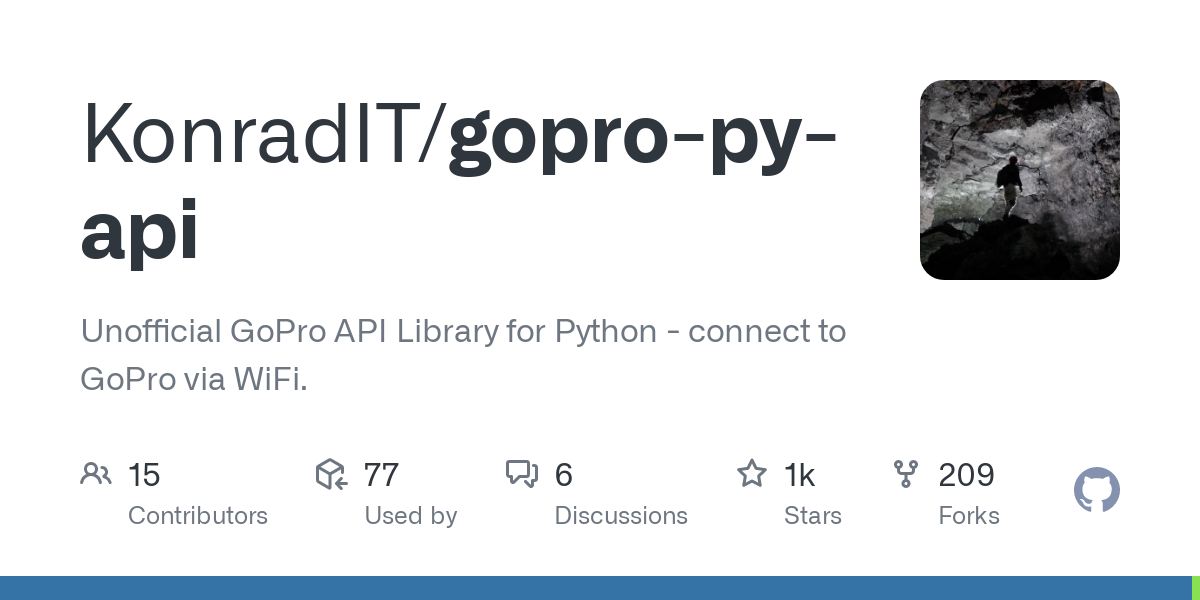 KonradIT/gopro-py-
api
Unofficial GoPro API Library for Python - connect to
GoPro via WiFi.
15
Contributors
77
Used by
6
Discussions
1k
Stars
209
Forks